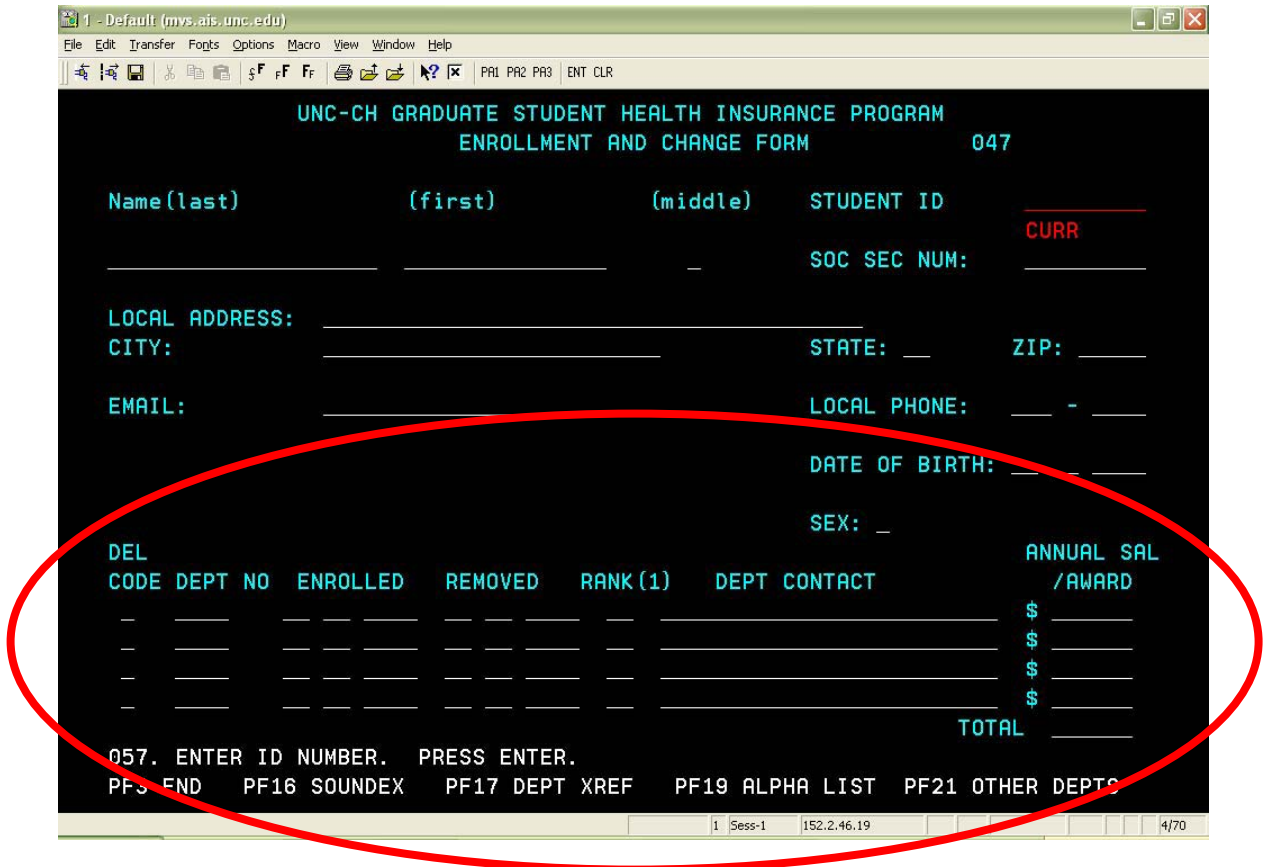 1 - Default (mvs.ais.unc.edu)
File Edit Transfer Fonts Options Macro View Window Help
PA1 PA2 PA3 ENT CLR
UNC-CH GRADUATE STUDENT HEALTH INSURANCE PROGRAM
ENROLLMENT AND CHANGE FORM 047
Name(last) (first) (middle) STUDENT ID
CURR
SOC SEC NUM:
LOCAL ADDRESS:
CITY: STATE: ZIP:
EMAIL: LOCAL PHONE: -
DATE OF BIRTH:
SEX:
DEL ANNUAL SAL
CODE DEPT NO ENROLLED REMOVED RANK(1) DEPT CONTACT /AWARD
$
$
$
$
TOTAL
057. ENTER ID NUMBER. PRESS ENTER.
PF3 END PF16 SOUNDEX PF17 DEPT XREF PF19 ALPHA LIST PF21 OTHER DEPTS
1 Sess-1 152.2.46.19 4/70